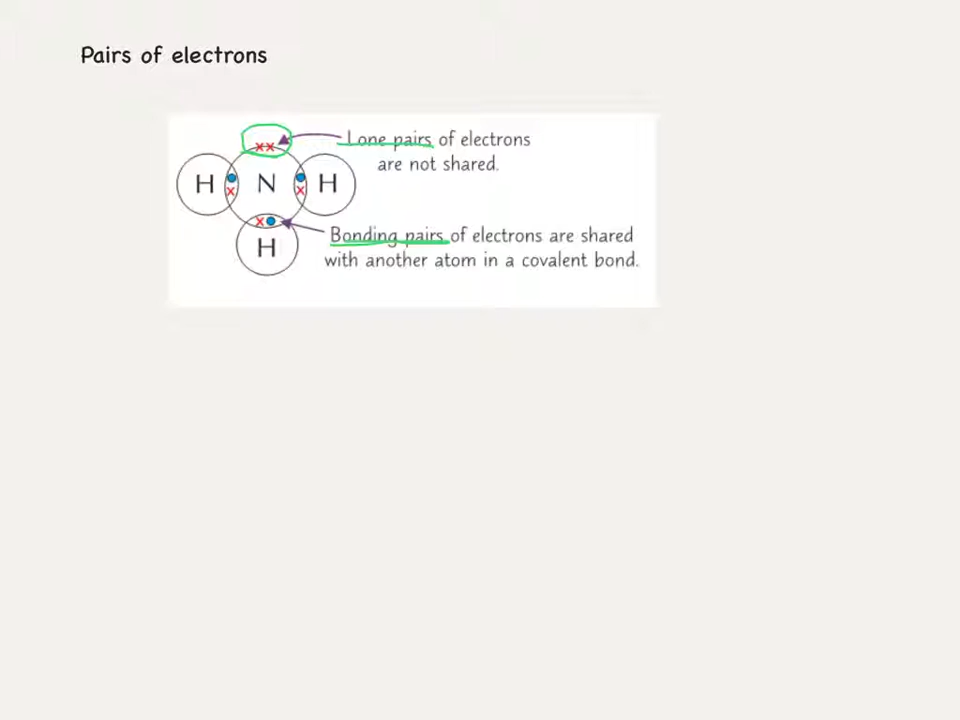 Pairs of electrons
Lone pairs of electrons
are not shared.
xx
H
x
N
x
H
x
H
Bonding pairs of electrons are shared
with another atom in a covalent bond.